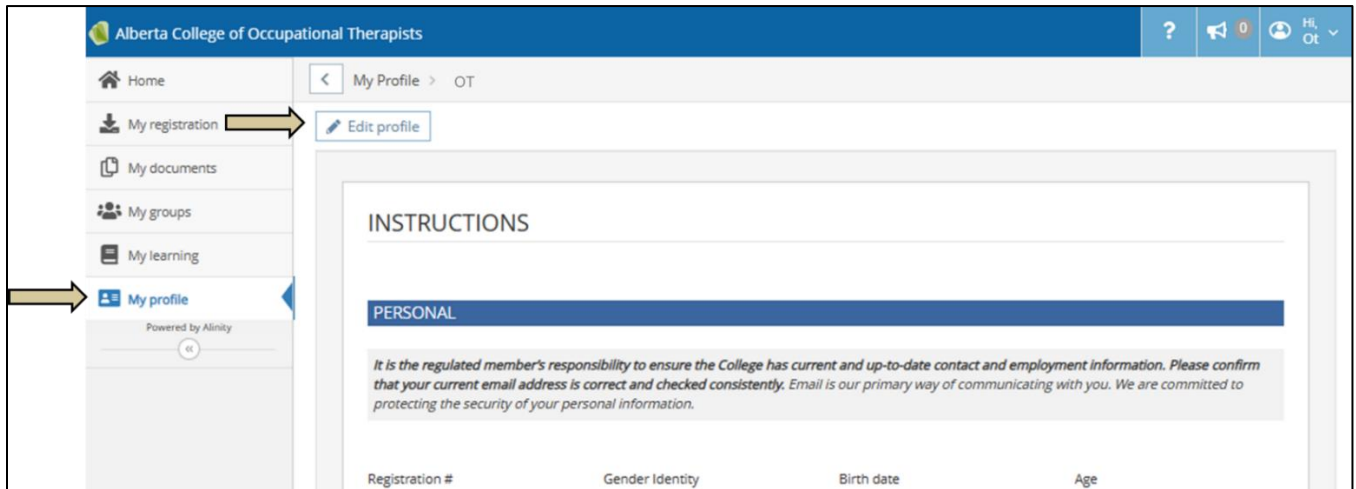 Alberta College of Occupational Therapists
? 0 Hi, Ot
Home
My registration
My documents
My groups
My learning
My profile
Powered by Alinity
My Profile > OT
Edit profile
INSTRUCTIONS
PERSONAL
It is the regulated member's responsibility to ensure the College has current and up-to-date contact and employment information. Please confirm
that your current email address is correct and checked consistently. Email is our primary way of communicating with you. We are committed to
protecting the security of your personal information.
Registration # Gender Identity Birth date Age